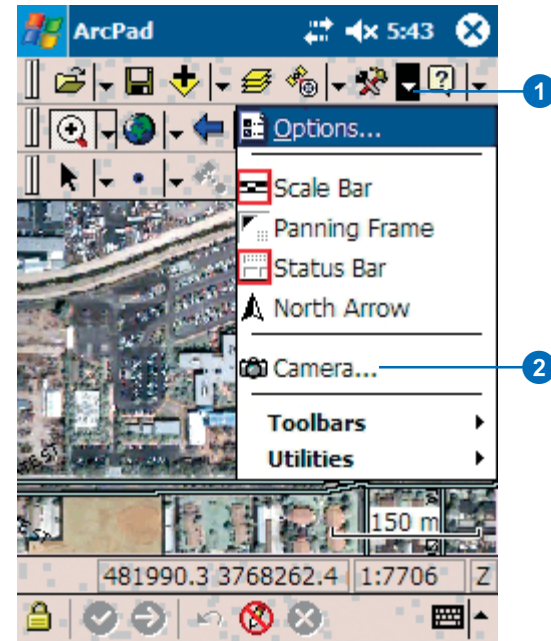 ArcPad 5:43
1
Options...
Scale Bar
Panning Frame
Status Bar
North Arrow
Camera...
2
Toolbars
Utilities
150 m
481990.3 3768262.4 1:7706 Z